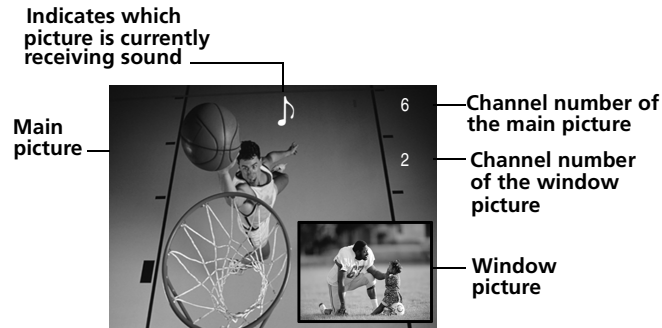 Indicates which
picture is currently
receiving sound
Main
picture
6
Channel number of
the main picture
2
Channel number
of the window
picture
Window
picture